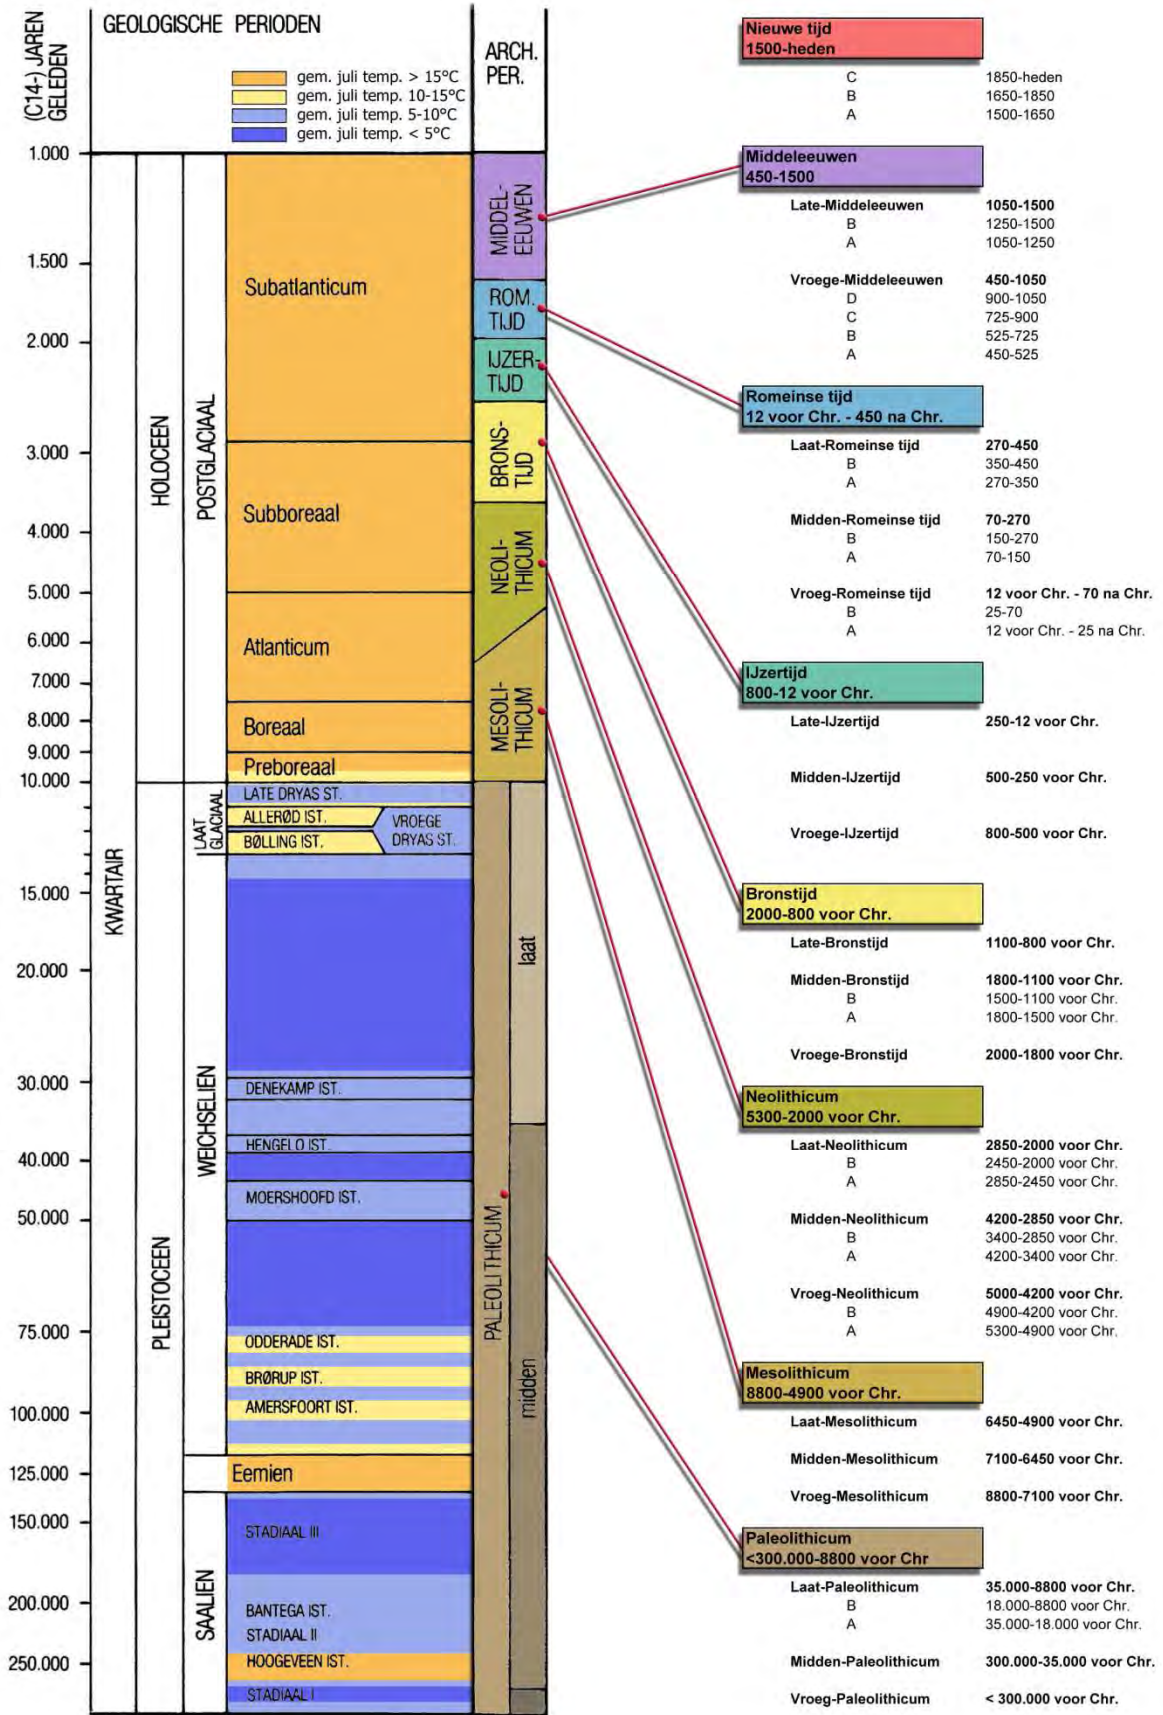 (C14-) JAREN
GELEDEN
GEOLOGISCHE PERIODEN
gem. juli temp. > 15°C
gem. juli temp. 10-15°C
gem. juli temp. 5-10°C
gem. juli temp. < 5°C
ARCH.
PER.
1.000
1.500
2.000
3.000
4.000
5.000
6.000
7.000
8.000
9.000
10.000
15.000
20.000
30.000
40.000
50.000
75.000
100.000
125.000
150.000
200.000
250.000
KWARTAIR
HOLOCEEN
PLEISTOCEEN
POSTGLACIAAL
LAAT
GLACIAAL
WEICHSELIEN
SAALIEN
Subatlanticum
Subboreaal
Atlanticum
Boreaal
Preboreaal
LATE DRYAS ST.
ALLERØD IST.
VROEGE
DRYAS ST.
BØLLING IST.
DENEKAMP IST.
HENGELO IST.
MOERSHOOFD IST.
ODDERADE IST.
BRØRUP IST.
AMERSFOORT IST.
Eemien
STADIAAL III
BANTEGA IST.
STADIAAL II
HOOGEVEEN IST.
STADIAAL I
MIDDEL-
EEUWEN
ROM.
TIJD
IJZER-
TIJD
BRONS-
TIJD
NEOLI-
THICUM
MESOLI-
THICUM
PALEOLITHICUM
laat
midden
Nieuwe tijd
1500-heden
C 1850-heden
B 1650-1850
A 1500-1650
Middeleeuwen
450-1500
Late-Middeleeuwen 1050-1500
B 1250-1500
A 1050-1250
Vroege-Middeleeuwen 450-1050
D 900-1050
C 725-900
B 525-725
A 450-525
Romeinse tijd
12 voor Chr. - 450 na Chr.
Laat-Romeinse tijd 270-450
B 350-450
A 270-350
Midden-Romeinse tijd 70-270
B 150-270
A 70-150
Vroeg-Romeinse tijd 12 voor Chr. - 70 na Chr.
B 25-70
A 12 voor Chr. - 25 na Chr.
IJzertijd
800-12 voor Chr.
Late-IJzertijd 250-12 voor Chr.
Midden-IJzertijd 500-250 voor Chr.
Vroege-IJzertijd 800-500 voor Chr.
Bronstijd
2000-800 voor Chr.
Late-Bronstijd 1100-800 voor Chr.
Midden-Bronstijd 1800-1100 voor Chr.
B 1500-1100 voor Chr.
A 1800-1500 voor Chr.
Vroege-Bronstijd 2000-1800 voor Chr.
Neolithicum
5300-2000 voor Chr.
Laat-Neolithicum 2850-2000 voor Chr.
B 2450-2000 voor Chr.
A 2850-2450 voor Chr.
Midden-Neolithicum 4200-2850 voor Chr.
B 3400-2850 voor Chr.
A 4200-3400 voor Chr.
Vroeg-Neolithicum 5000-4200 voor Chr.
B 4900-4200 voor Chr.
A 5300-4900 voor Chr.
Mesolithicum
8800-4900 voor Chr.
Laat-Mesolithicum 6450-4900 voor Chr.
Midden-Mesolithicum 7100-6450 voor Chr.
Vroeg-Mesolithicum 8800-7100 voor Chr.
Paleolithicum
<300.000-8800 voor Chr
Laat-Paleolithicum 35.000-8800 voor Chr.
B 18.000-8800 voor Chr.
A 35.000-18.000 voor Chr.
Midden-Paleolithicum 300.000-35.000 voor Chr.
Vroeg-Paleolithicum < 300.000 voor Chr.